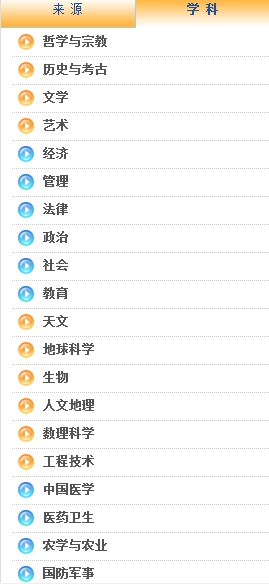 来 源 学 科
哲学与宗教
历史与考古
文学
艺术
经济
管理
法律
政治
社会
教育
天文
地球科学
生物
人文地理
数理科学
工程技术
中国医学
医药卫生
农学与农业
国防军事